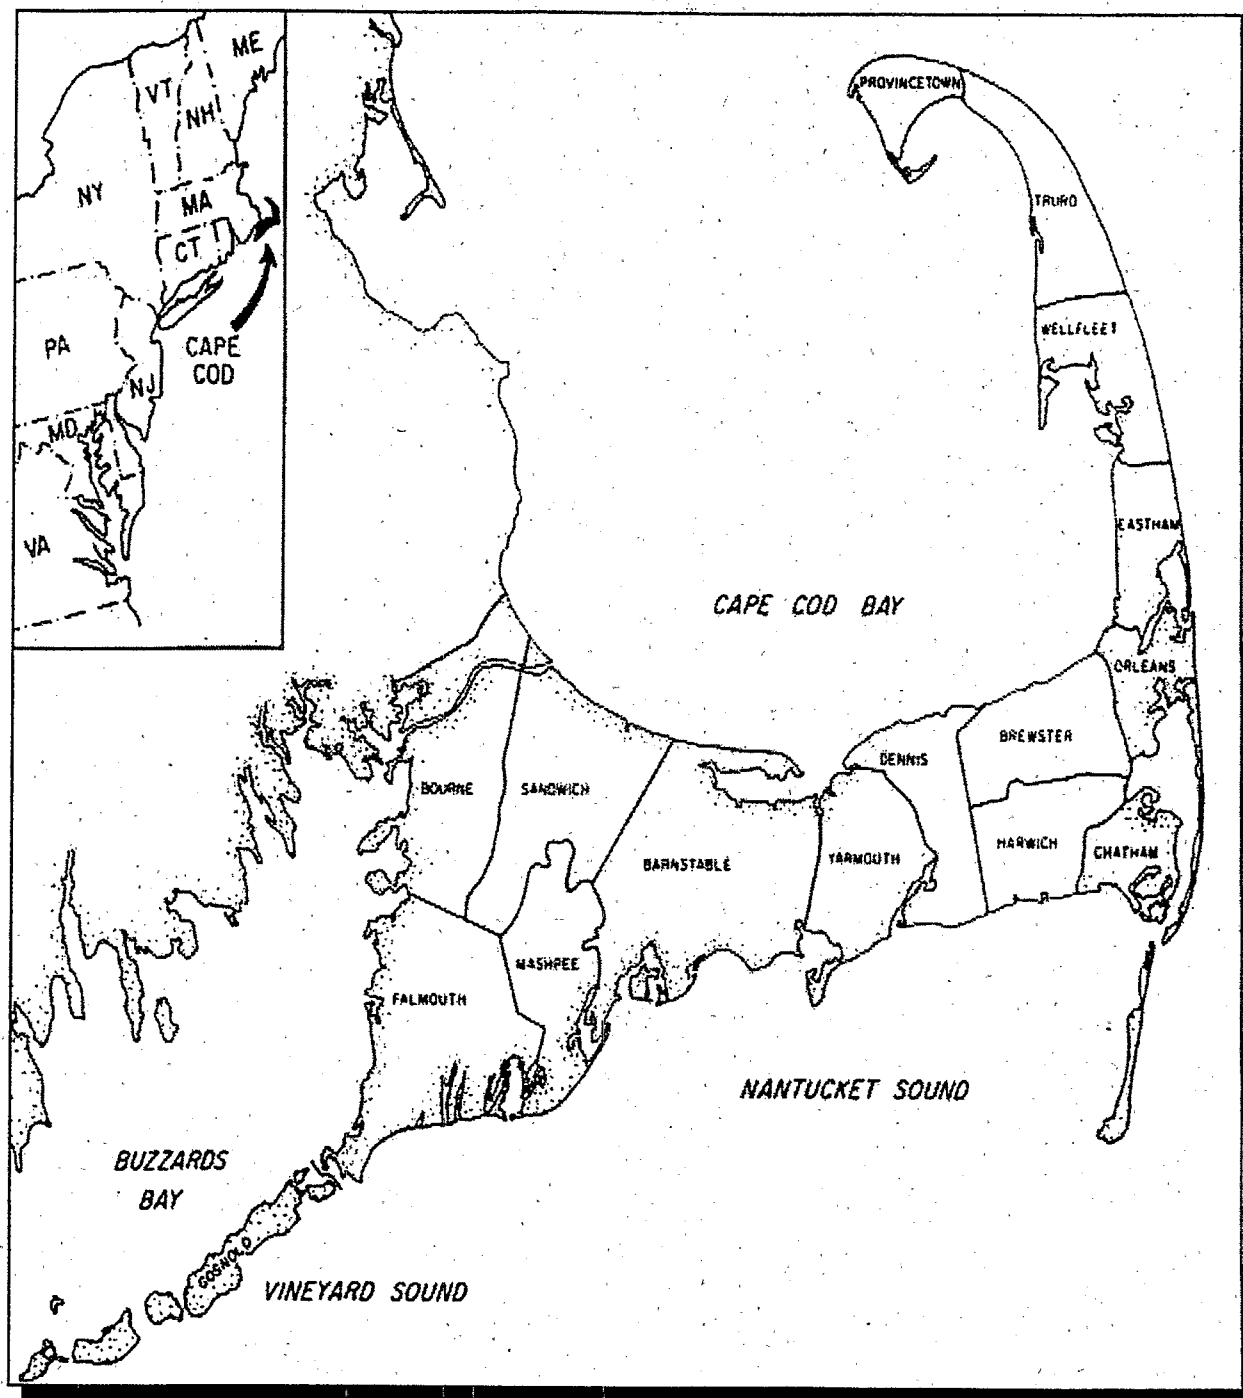 ME
VT
NH
NY
MA
CT
PA
CAPE
COD
NJ
MD
VA
PROVINCETOWN
TRURO
WELLFLEET
EASTHAM
CAPE COD BAY
ORLEANS
BREWSTER
DENNIS
BOURNE
SANDWICH
HARWICH
CHATHAM
BARNSTABLE
YARMOUTH
MASHPEE
FALMOUTH
NANTUCKET SOUND
BUZZARDS
BAY
GOSNOLD
VINEYARD SOUND